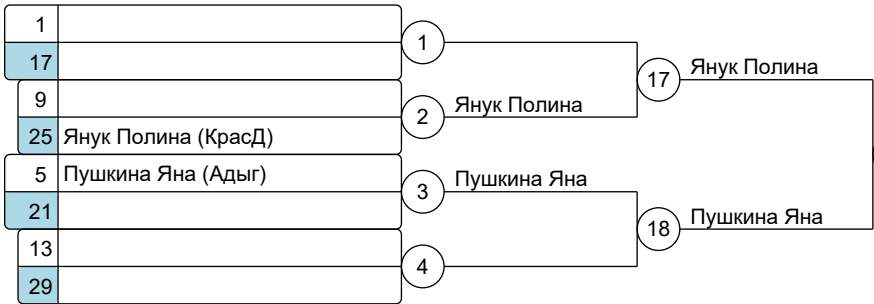 1
17
1
9
25 Янук Полина (КрасД)
2 Янук Полина
17 Янук Полина
5 Пушкина Яна (Адыг)
21
3 Пушкина Яна
13
29
4
18 Пушкина Яна